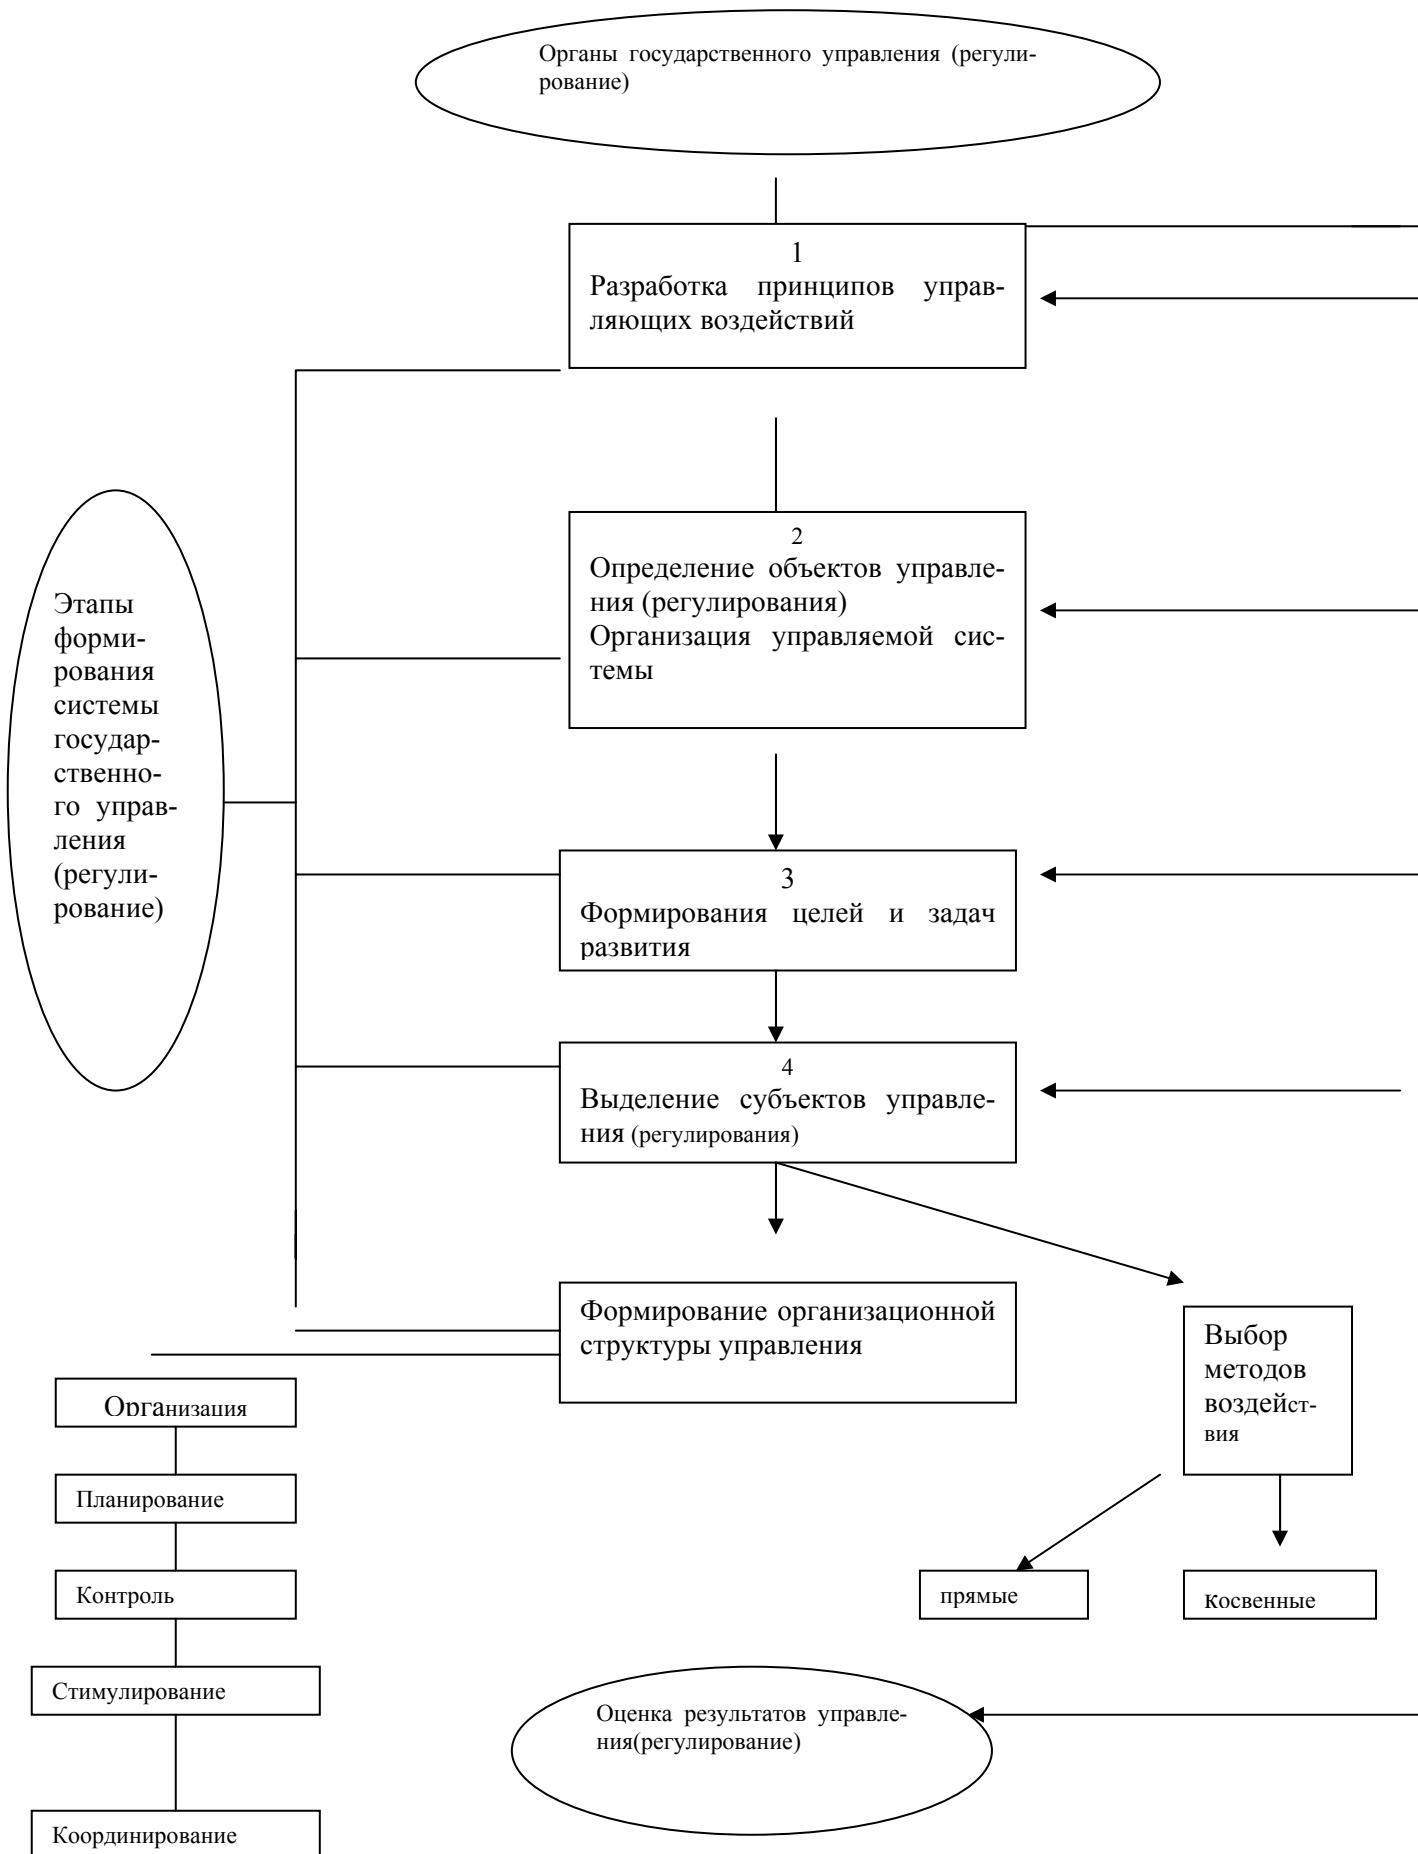 Органы государственного управления (регули-
рование)
1
Разработка принципов управ-
ляющих воздействий
2
Определение объектов управле-
ния (регулирования)
Организация управляемой сис-
темы
Этапы
форми-
рования
системы
государ-
ственно-
го управ-
ления
(регули-
рование)
3
Формирования целей и задач
развития
4
Выделение субъектов управле-
ния (регулирования)
Формирование организационной
структуры управления
Выбор
методов
воздейст-
вия
Организация
Планирование
Контроль
прямые
косвенные
Стимулирование
Оценка результатов управле-
ния(регулирование)
Координирование